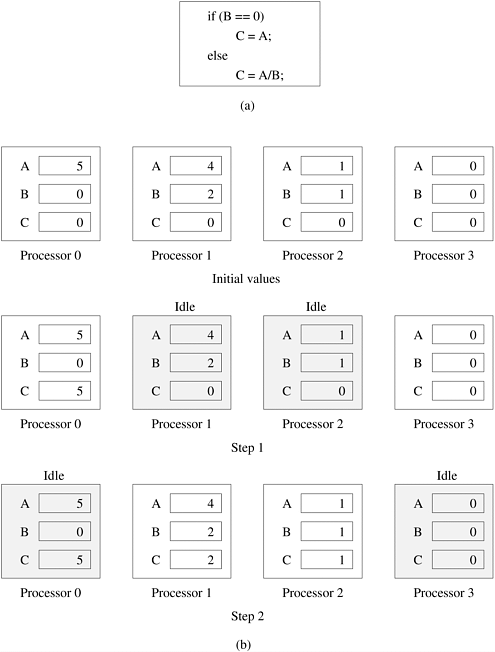 if (B == 0)
C = A;
else
C = A/B;
(a)
A 5 A 4 A 1 A 0
B 0 B 2 B 1 B 0
C 0 C 0 C 0 C 0
Processor 0 Processor 1 Processor 2 Processor 3
Initial values
Idle Idle
A 5 A 4 A 1 A 0
B 0 B 2 B 1 B 0
C 5 C 0 C 0 C 0
Processor 0 Processor 1 Processor 2 Processor 3
Step 1
Idle Idle
A 5 A 4 A 1 A 0
B 0 B 2 B 1 B 0
C 5 C 2 C 1 C 0
Processor 0 Processor 1 Processor 2 Processor 3
Step 2
(b)